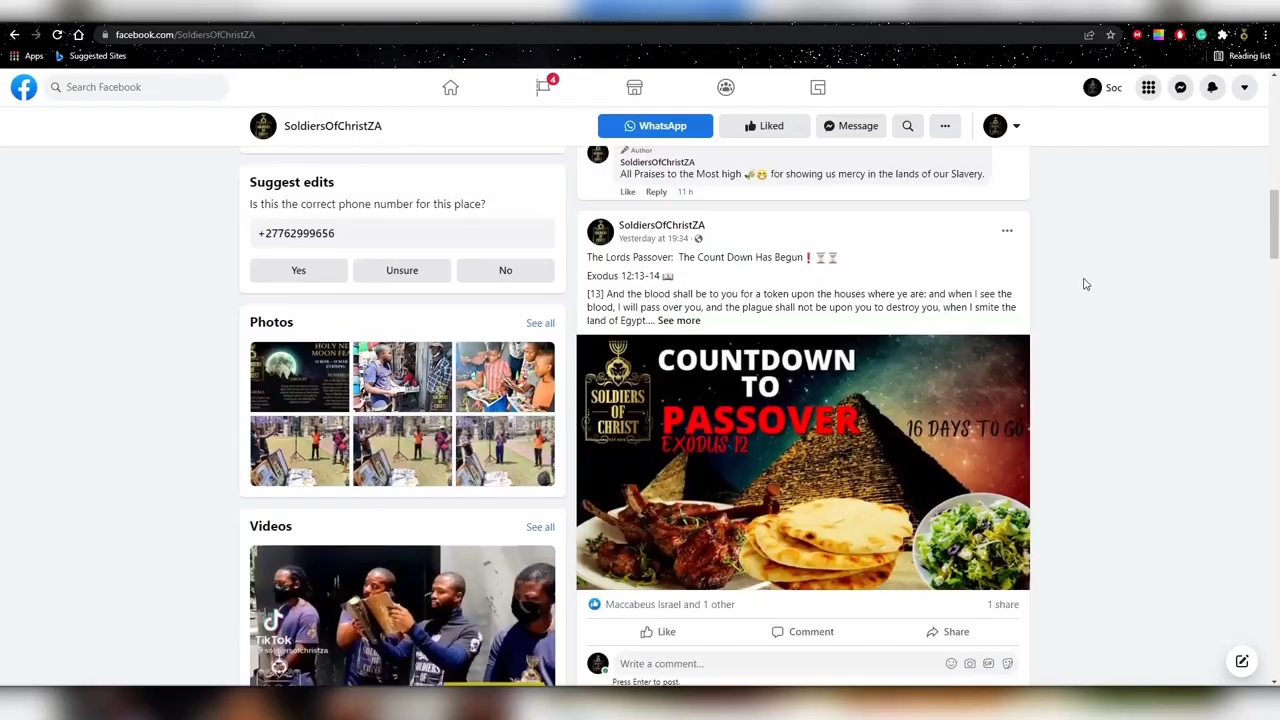 facebook.com/SoldiersOfChristZA
Apps
Suggested Sites
Reading list
Search Facebook
4
Soc
SoldiersOfChristZA
WhatsApp
Liked
Message
Suggest edits
Is this the correct phone number for this place?
+27762999656
Yes
Unsure
No
Photos
See all
HOLY NE
MOON FEA
Videos
See all
TikTok
soldiersofchristza
Author
SoldiersOfChristZA
All Praises to the Most high 🌿😁 for showing us mercy in the lands of our Slavery.
Like Reply 11 h
SoldiersOfChristZA
Yesterday at 19:34 ·
The Lords Passover: The Count Down Has Begun❗⏳⏳
Exodus 12:13-14 📖
[13] And the blood shall be to you for a token upon the houses where ye are: and when I see the
blood, I will pass over you, and the plague shall not be upon you to destroy you, when I smite the
land of Egypt.... See more
SOLDIERS
OF
CHRIST
COUNTDOWN
TO
PASSOVER
EXODUS 12
16 DAYS TO GO
Maccabeus Israel and 1 other
1 share
Like
Comment
Share
Write a comment...
Press Enter to post.